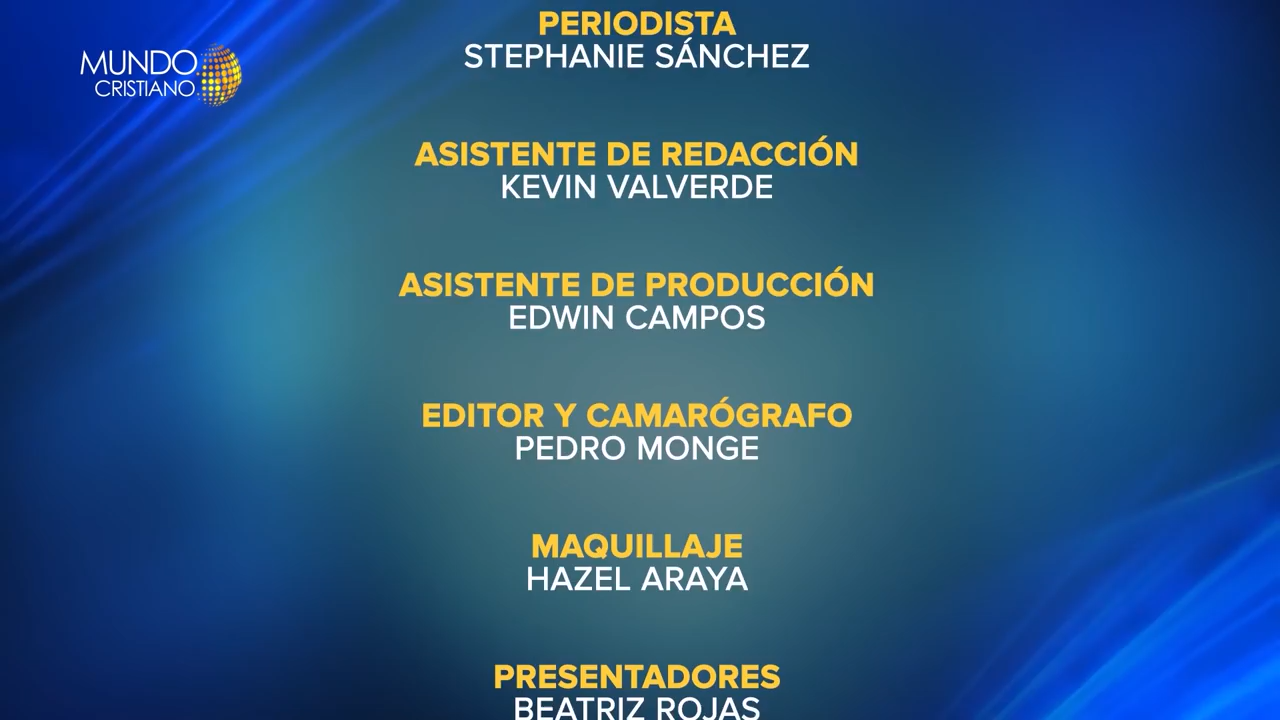 MUNDO
CRISTIANO
PERIODISTA
STEPHANIE SÁNCHEZ
ASISTENTE DE REDACCIÓN
KEVIN VALVERDE
ASISTENTE DE PRODUCCIÓN
EDWIN CAMPOS
EDITOR Y CAMARÓGRAFO
PEDRO MONGE
MAQUILLAJE
HAZEL ARAYA
PRESENTADORES
BEATRIZ ROJAS